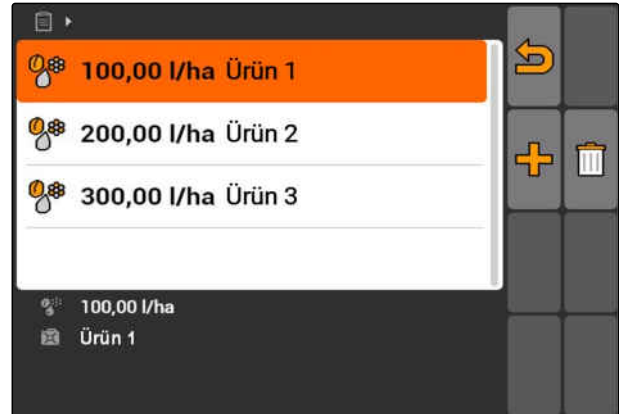 100,00 l/ha Ürün 1
200,00 l/ha Ürün 2
300,00 l/ha Ürün 3
100,00 l/ha
Ürün 1